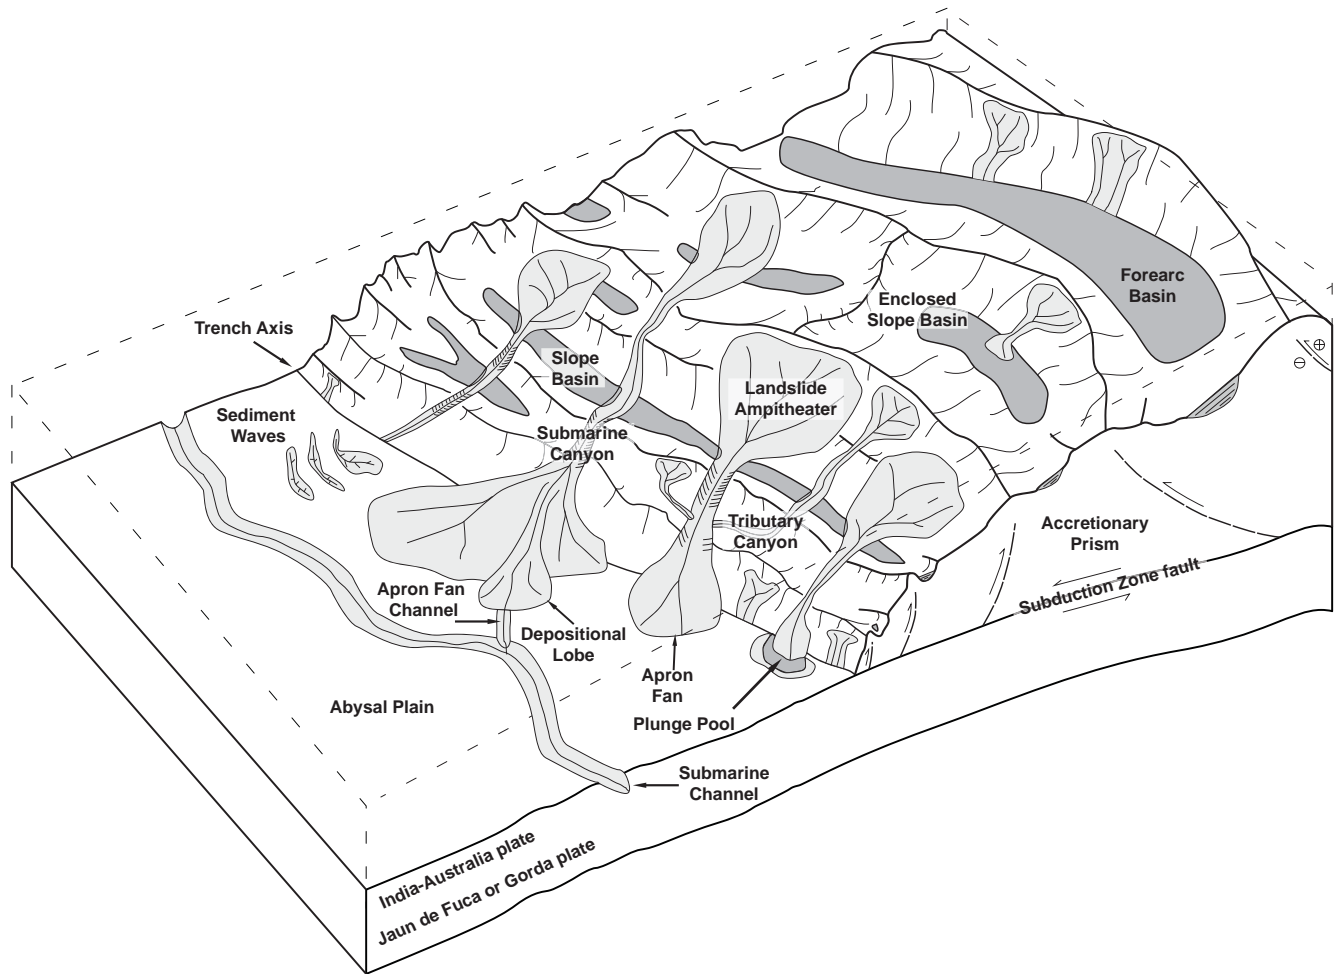 Forearc
Basin
Enclosed
Slope Basin
Trench Axis
Slope
Basin
Landslide
Ampitheater
Sediment
Waves
Submarine
Canyon
Tributary
Canyon
Accretionary
Prism
Subduction Zone fault
Apron Fan
Channel
Depositional
Lobe
Apron
Fan
Abysal Plain
Plunge Pool
Submarine
Channel
India-Australia plate
Jaun de Fuca or Gorda plate